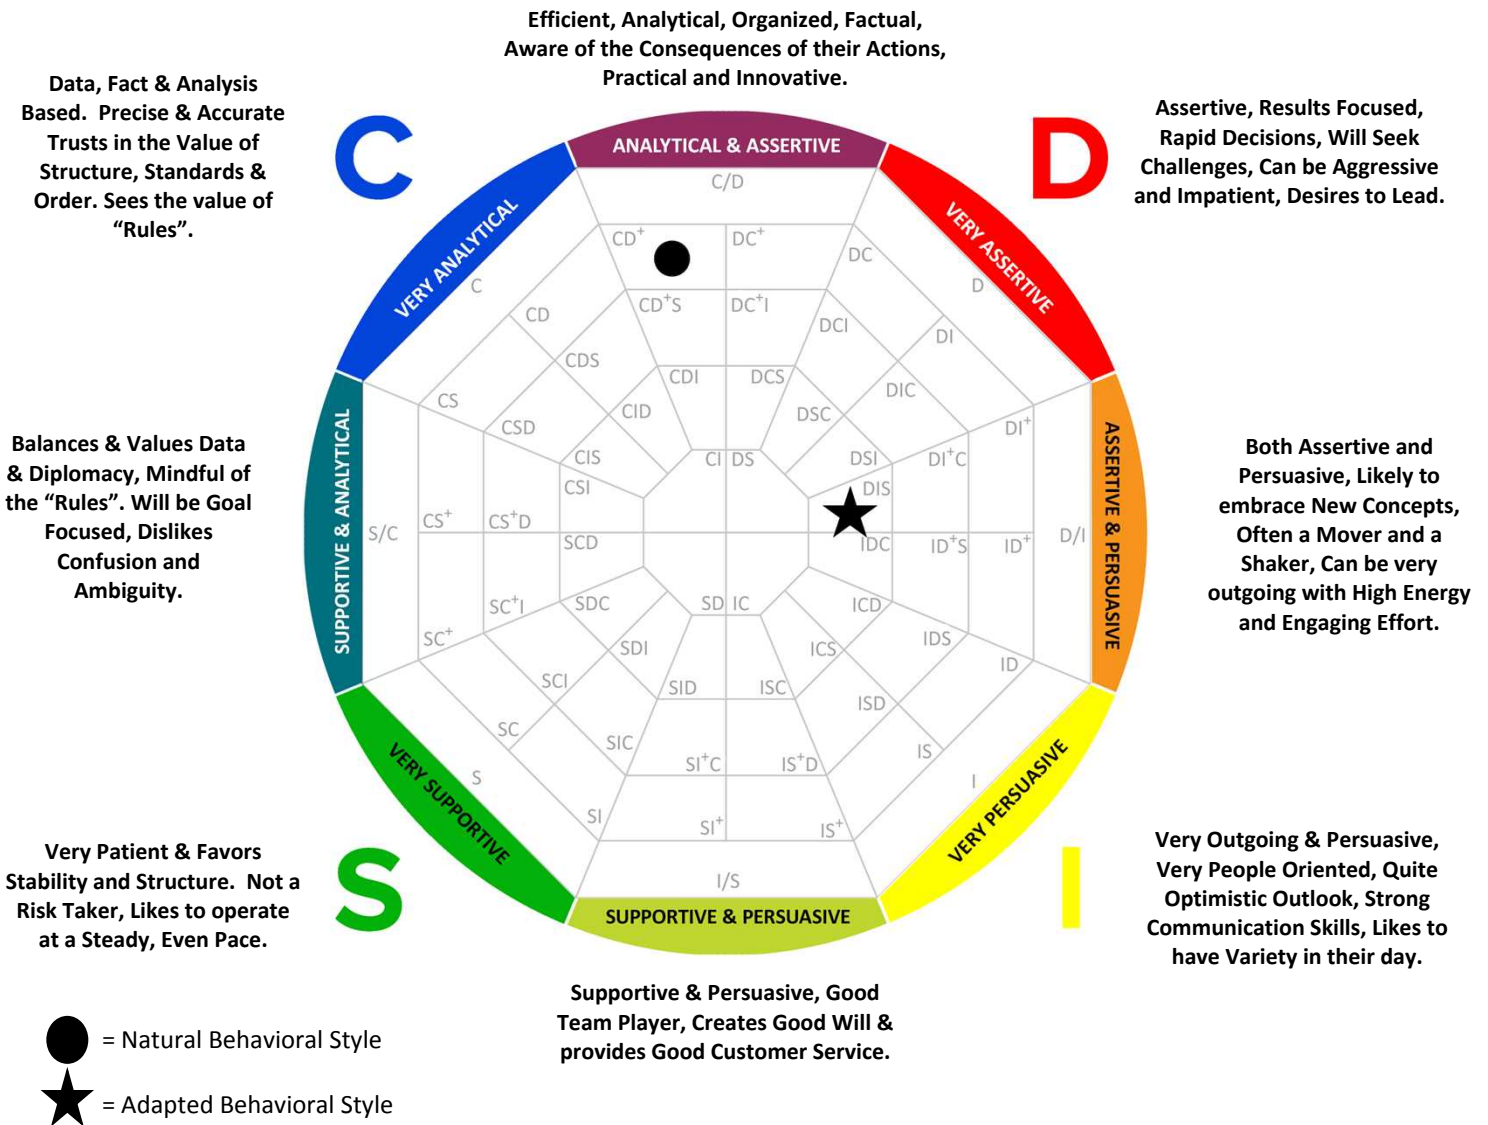 Efficient, Analytical, Organized, Factual,
Aware of the Consequences of their Actions,
Practical and Innovative.
Data, Fact & Analysis
Based. Precise & Accurate
Trusts in the Value of
Structure, Standards &
Order. Sees the value of
“Rules”.
C
D
Assertive, Results Focused,
Rapid Decisions, Will Seek
Challenges, Can be Aggressive
and Impatient, Desires to Lead.
ANALYTICAL & ASSERTIVE
VERY ANALYTICAL
VERY ASSERTIVE
C/D
CD+
DC+
DC
C
D
CD
CD+S
DC+I
DCI
DI
CDS
CDI
DCS
DIC
CS
CID
DSC
CSD
DI+
CIS
CI
DS
DSI
DI+C
CSI
DIS
Balances & Values Data
& Diplomacy, Mindful of
the “Rules”. Will be Goal
Focused, Dislikes
Confusion and
Ambiguity.
SUPPORTIVE & ANALYTICAL
S/C
CS+
CS+D
SCD
IDC
ID+S
ID+
D/I
ASSERTIVE & PERSUASIVE
Both Assertive and
Persuasive, Likely to
embrace New Concepts,
Often a Mover and a
Shaker, Can be very
outgoing with High Energy
and Engaging Effort.
SC+I
SDC
SD
IC
ICD
SC+
SDI
ICS
IDS
ID
SCI
SID
ISC
ISD
SC
SIC
SI+C
IS+D
IS
S
I
SI
SI+
IS+
I/S
VERY SUPPORTIVE
VERY PERSUASIVE
SUPPORTIVE & PERSUASIVE
S
I
Very Patient & Favors
Stability and Structure. Not a
Risk Taker, Likes to operate
at a Steady, Even Pace.
Very Outgoing & Persuasive,
Very People Oriented, Quite
Optimistic Outlook, Strong
Communication Skills, Likes to
have Variety in their day.
Supportive & Persuasive, Good
Team Player, Creates Good Will &
provides Good Customer Service.
= Natural Behavioral Style
= Adapted Behavioral Style